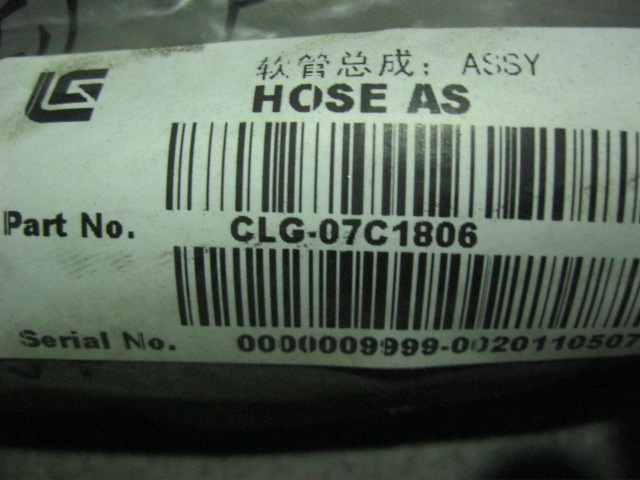 软管总成: ASSY
HOSE AS
Part No. CLG-07C1806
Serial No. 0000009999-0020110507